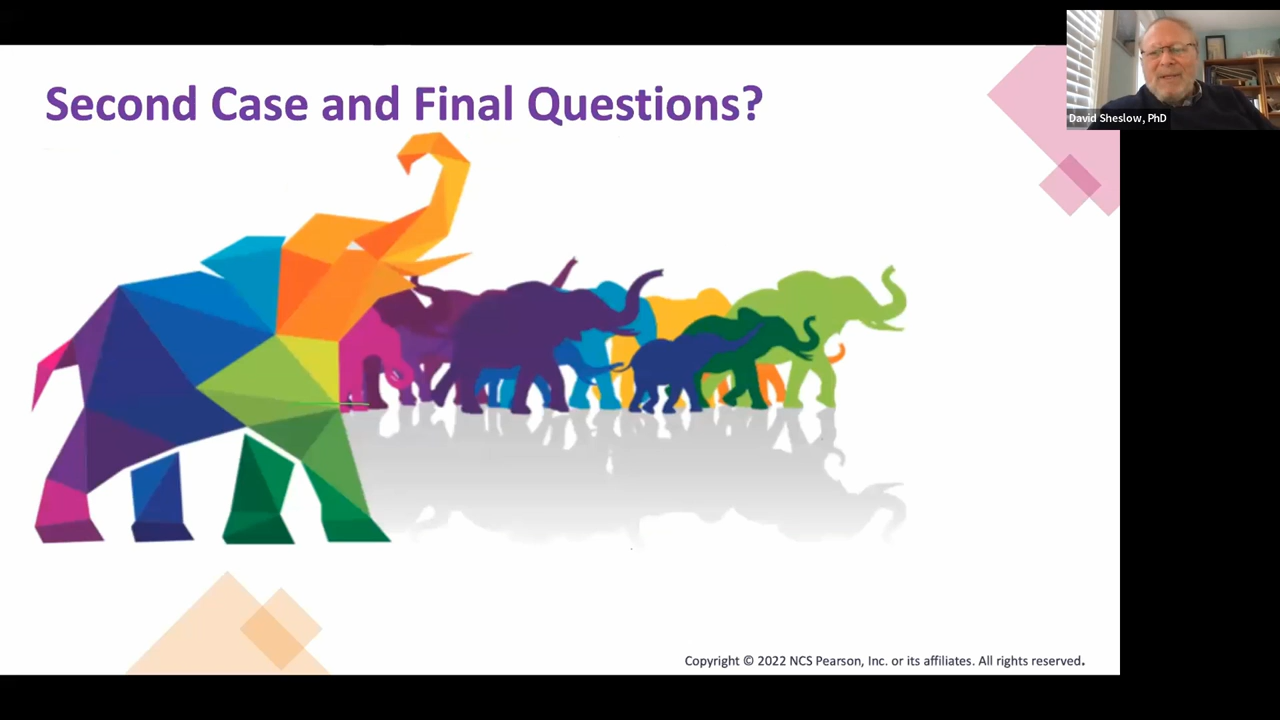 Second Case and Final Questions?
David Sheslow, PhD
Copyright © 2022 NCS Pearson, Inc. or its affiliates. All rights reserved.